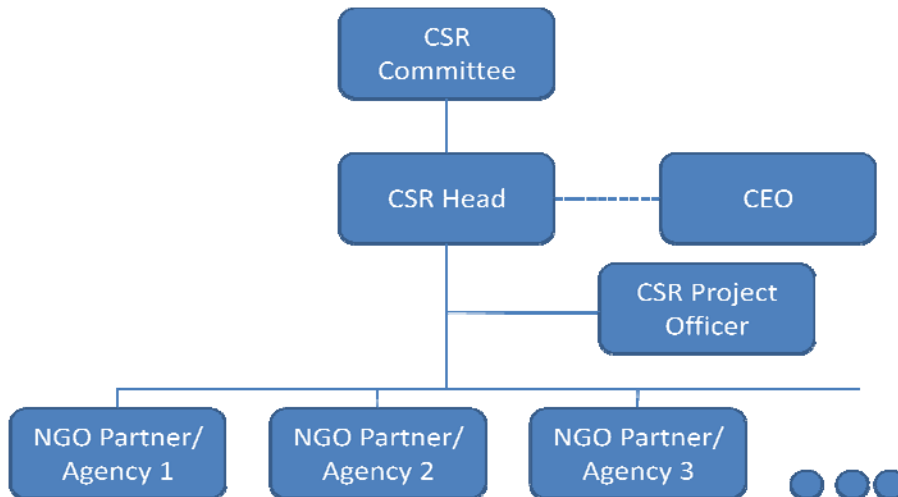 CSR
Committee
CSR Head
CEO
CSR Project
Officer
NGO Partner/
Agency 1
NGO Partner/
Agency 2
NGO Partner/
Agency 3